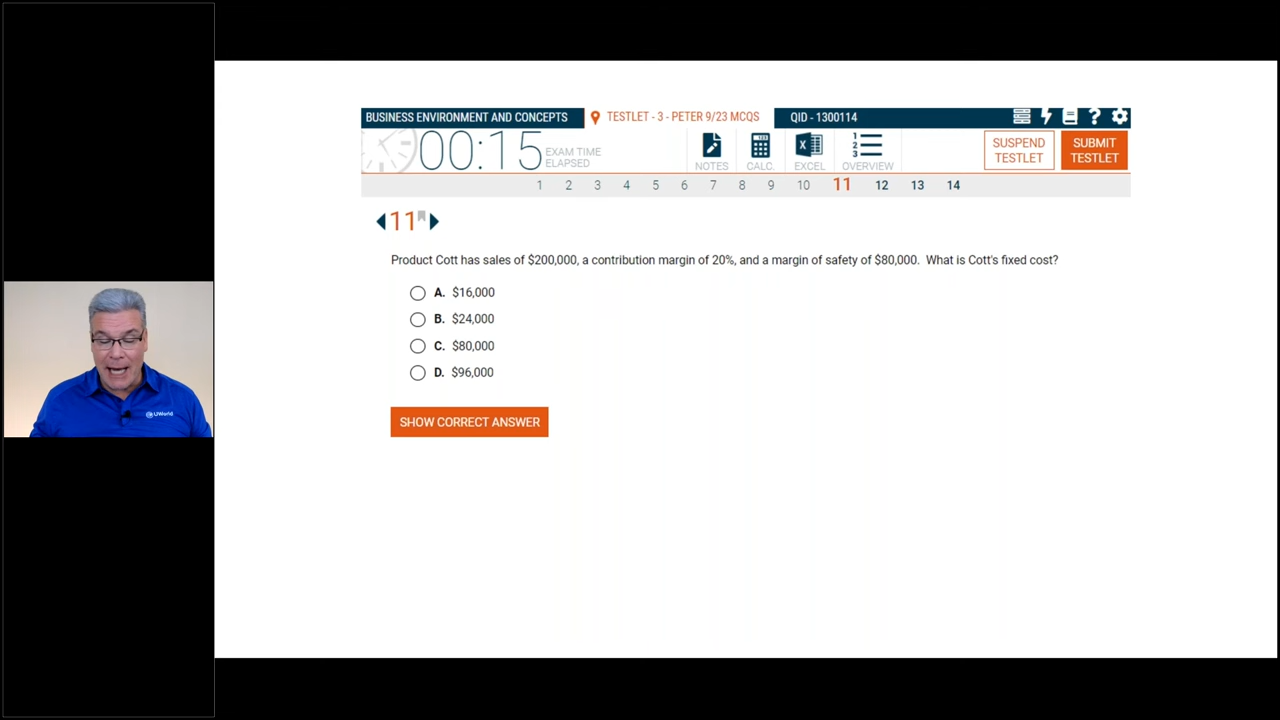 BUSINESS ENVIRONMENT AND CONCEPTS
TESTLET - 3 - PETER 9/23 MCQS
QID - 1300114
00:15
EXAM TIME
ELAPSED
NOTES
CALC.
EXCEL
OVERVIEW
SUSPEND
TESTLET
SUBMIT
TESTLET
1 2 3 4 5 6 7 8 9 10 11 12 13 14
11
Product Cott has sales of $200,000, a contribution margin of 20%, and a margin of safety of $80,000. What is Cott's fixed cost?
A. $16,000
B. $24,000
C. $80,000
D. $96,000
SHOW CORRECT ANSWER
UWorld